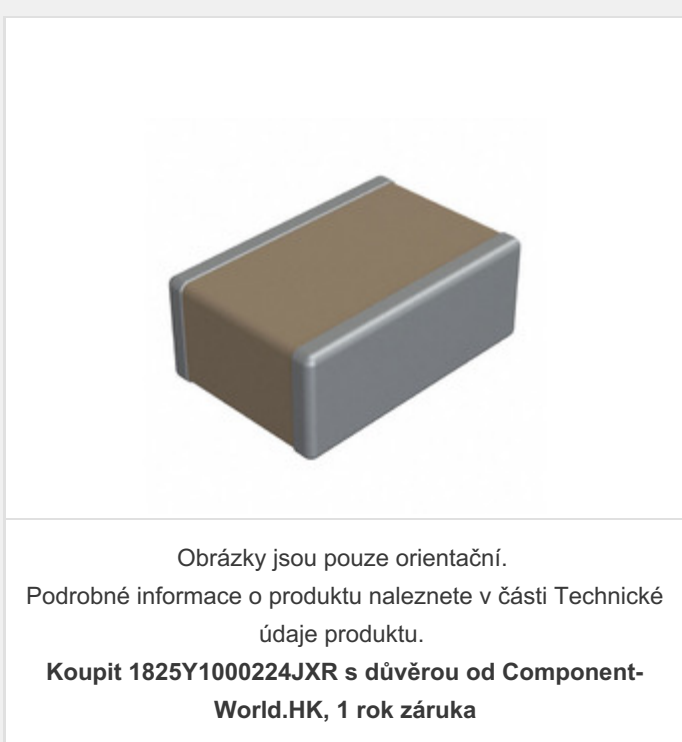 Obrázky jsou pouze orientační.
Podrobné informace o produktu naleznete v části Technické
údaje produktu.
Koupit 1825Y1000224JXR s důvěrou od Component-
World.HK, 1 rok záruka